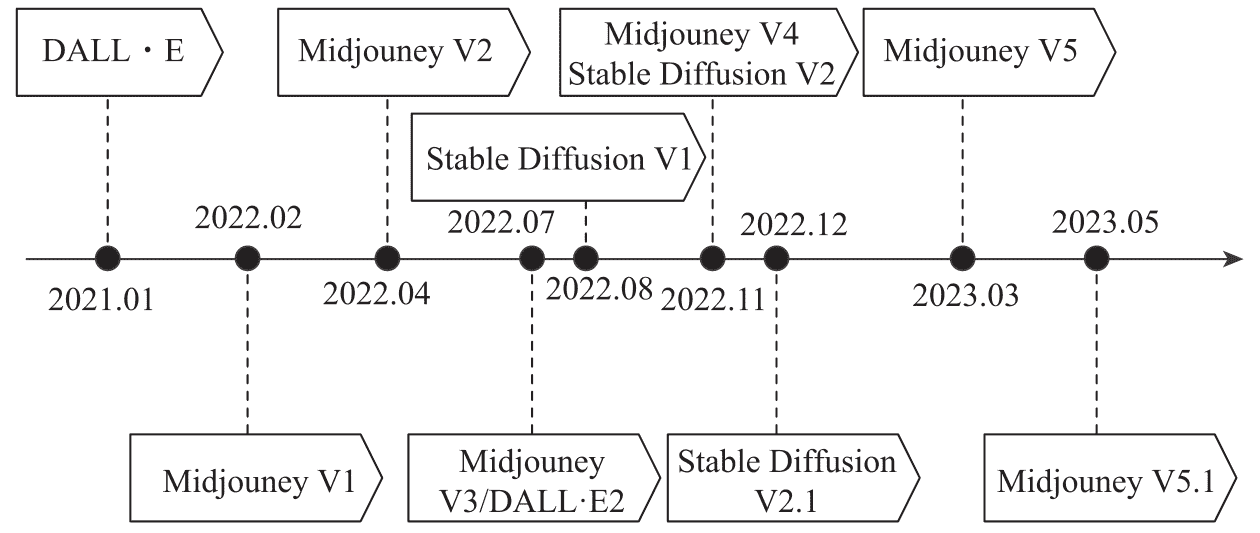 DALL·E
Midjouney V2
Midjouney V4
Stable Diffusion V2
Midjouney V5
Stable Diffusion V1
2022.02
2022.07
2022.12
2023.05
2021.01
2022.04
2022.08
2022.11
2023.03
Midjouney V1
Midjouney
V3/DALL·E2
Stable Diffusion
V2.1
Midjouney V5.1